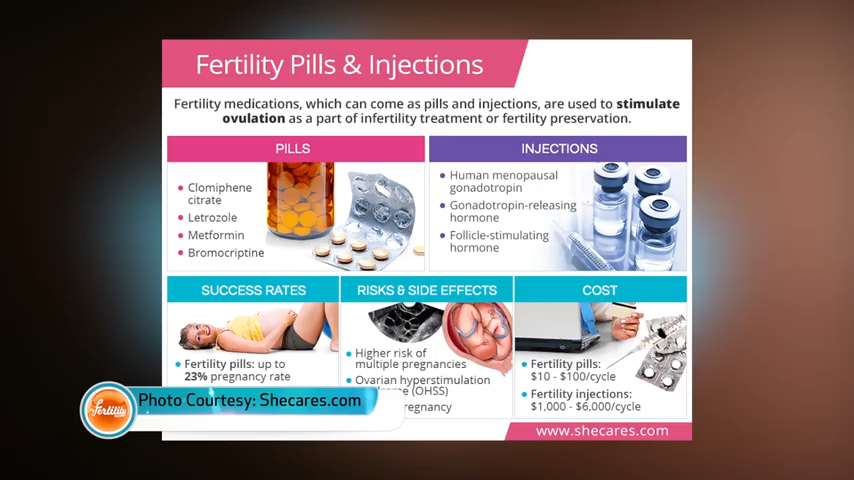 Fertility Pills & Injections
Fertility medications, which can come as pills and injections, are used to stimulate
ovulation as a part of infertility treatment or fertility preservation.
PILLS
• Clomiphene
citrate
• Letrozole
• Metformin
• Bromocriptine
INJECTIONS
• Human menopausal
gonadotropin
• Gonadotropin-releasing
hormone
• Follicle-stimulating
hormone
SUCCESS RATES
• Fertility pills: up to
23% pregnancy rate
RISKS & SIDE EFFECTS
• Higher risk of
multiple pregnancies
• Ovarian hyperstimulation
(OHSS)
COST
• Fertility pills:
$10 - $100/cycle
• Fertility injections:
$1,000 - $6,000/cycle
Fertility
Photo Courtesy: Shecares.com
www.shecares.com